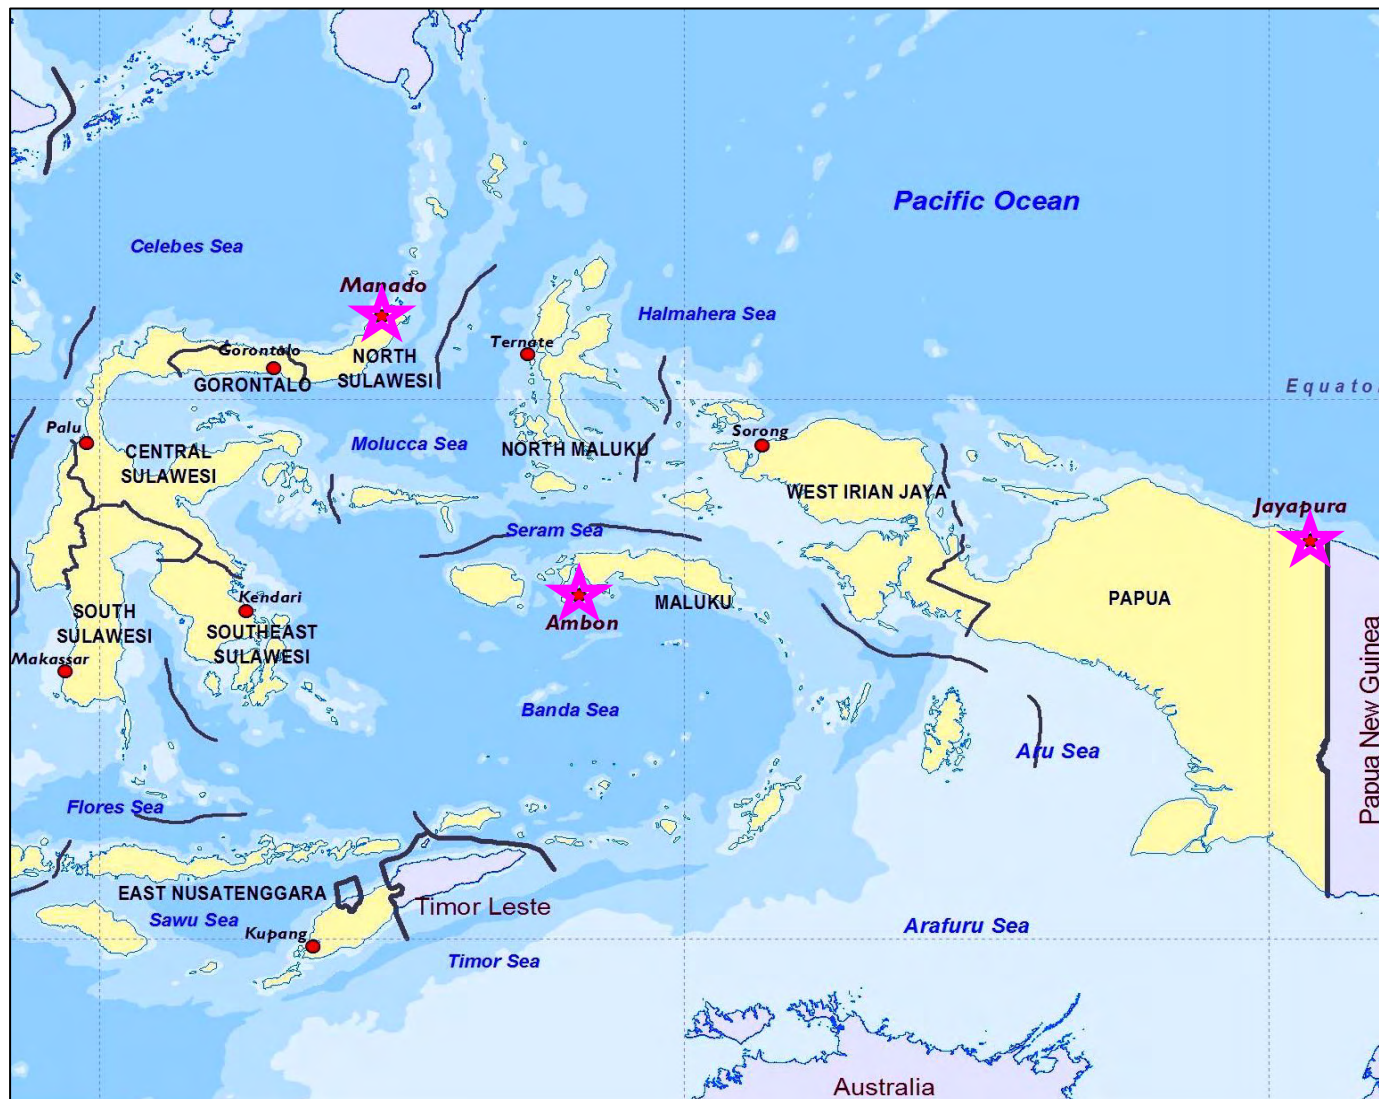 Pacific Ocean
Celebes Sea
Manado
Halmahera Sea
Ternate
Gorontalo
NORTH
SULAWESI
GORONTALO
Equator
Palu
Sorong
CENTRAL
SULAWESI
Molucca Sea
NORTH MALUKU
WEST IRIAN JAYA
Jayapura
Seram Sea
Kendari
MALUKU
PAPUA
SOUTH
SULAWESI
Ambon
SOUTHEAST
SULAWESI
Makassar
Papua New Guinea
Banda Sea
Aru Sea
Flores Sea
EAST NUSATENGGARA
Timor Leste
Sawu Sea
Kupang
Arafuru Sea
Timor Sea
Australia